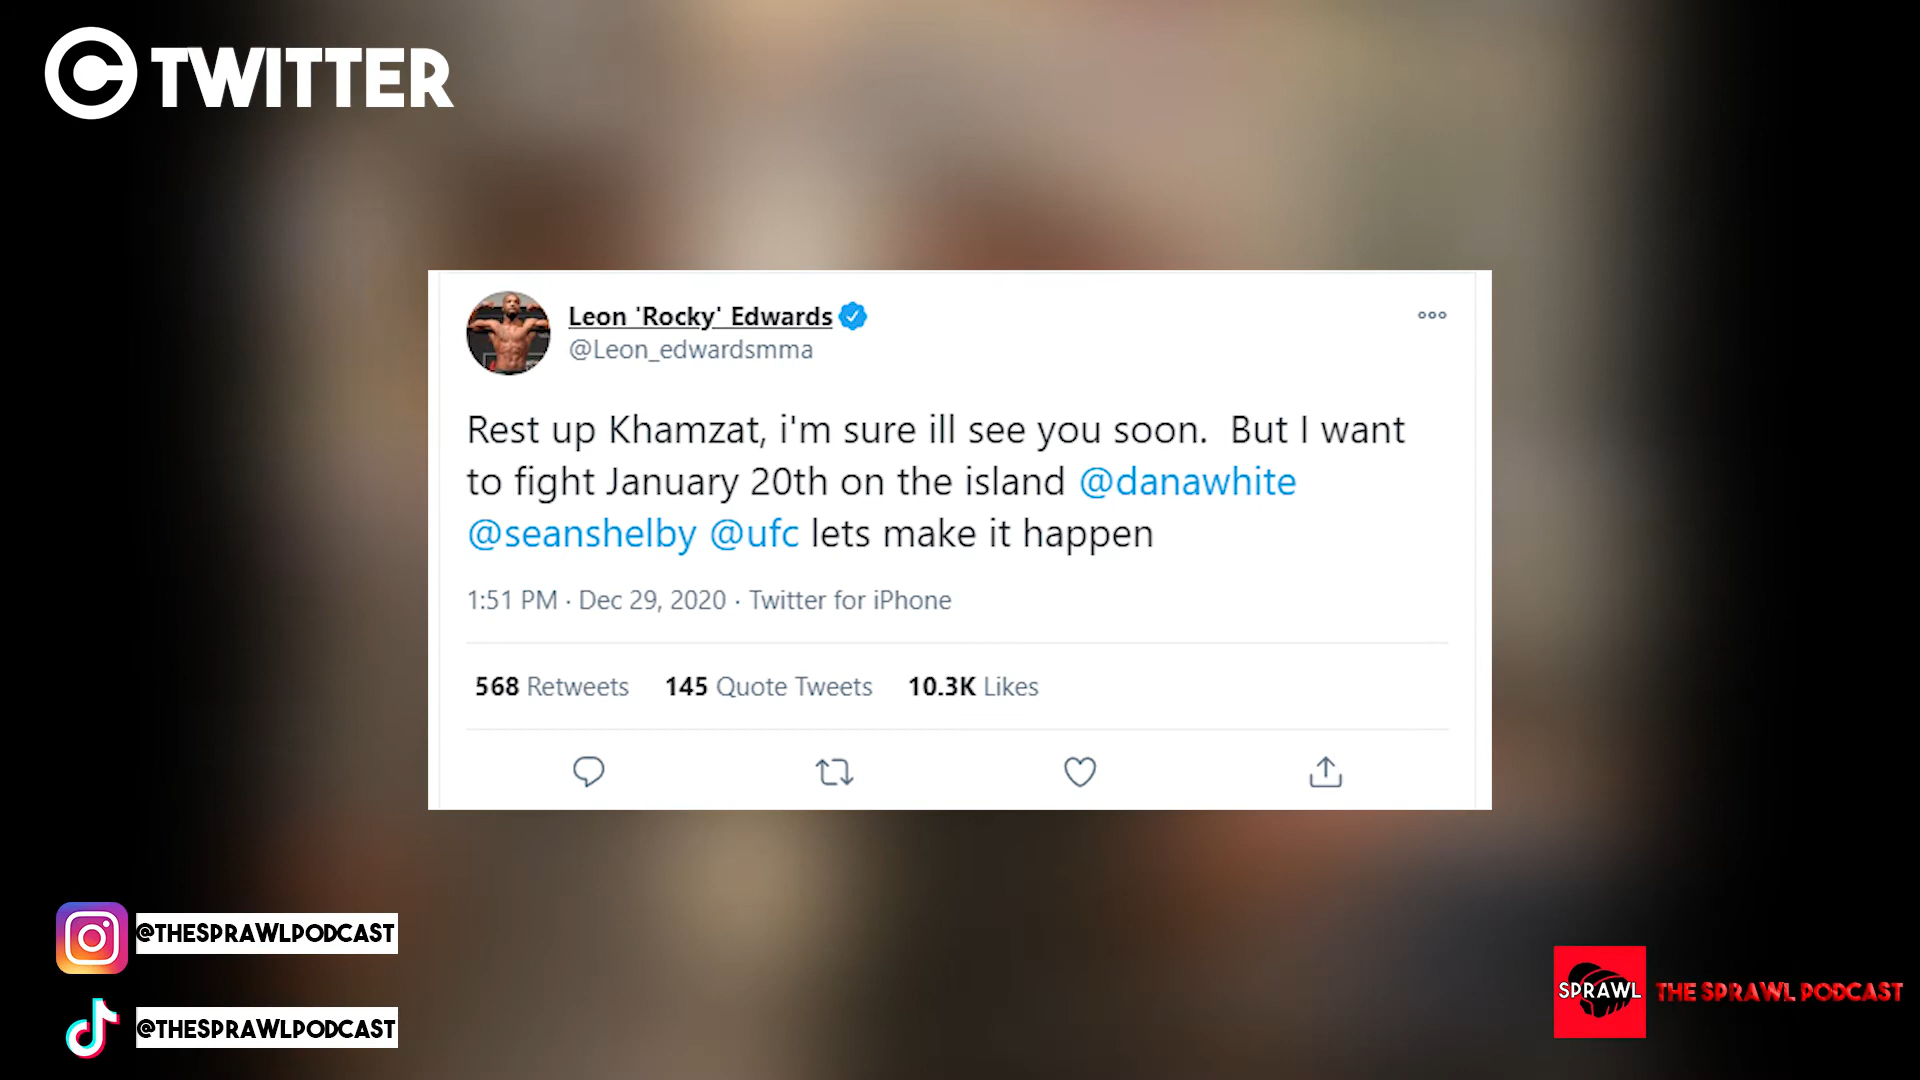 © TWITTER
Leon 'Rocky' Edwards
@Leon_edwardsmma
Rest up Khamzat, i'm sure ill see you soon.  But I want
to fight January 20th on the island @danawhite
@seanshelby @ufc lets make it happen
1:51 PM · Dec 29, 2020 · Twitter for iPhone
568 Retweets 145 Quote Tweets 10.3K Likes
@THESPRAWLPODCAST
@THESPRAWLPODCAST
SPRAWL THE SPRAWL PODCAST